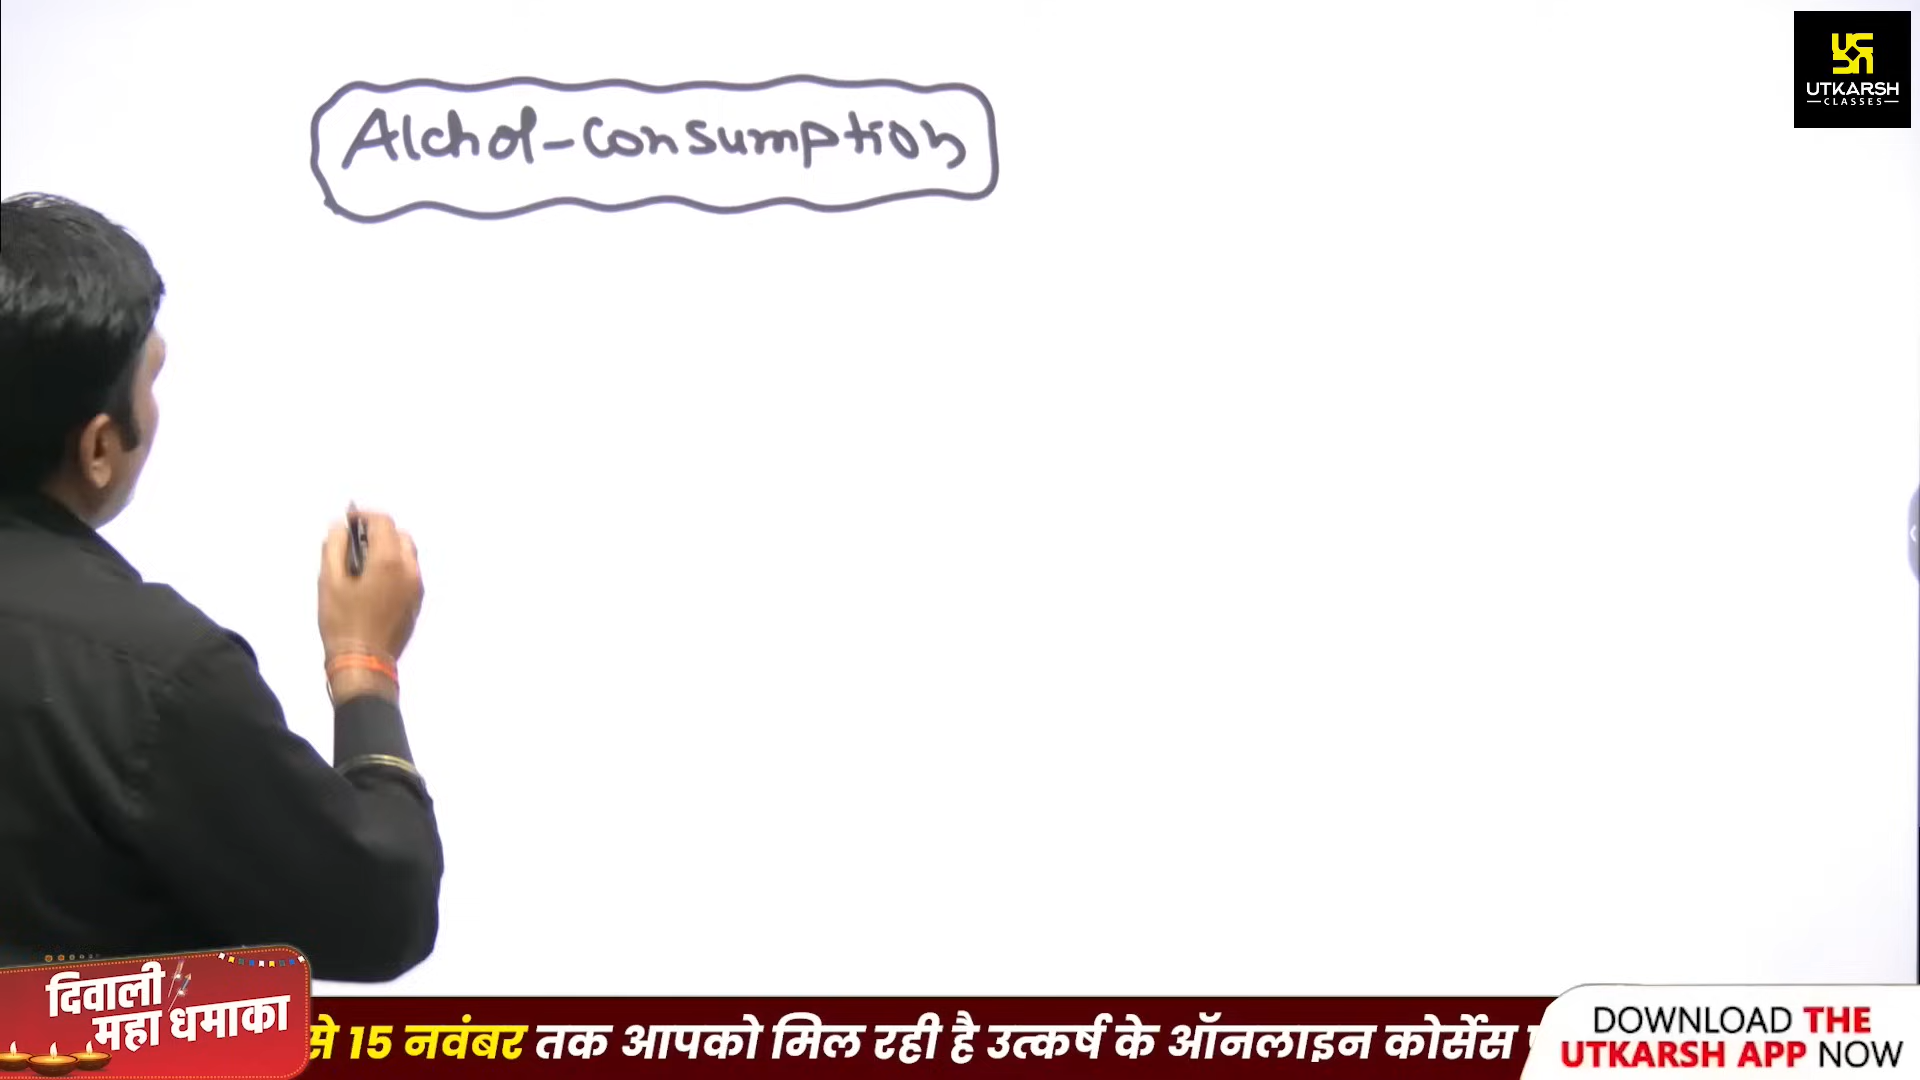 UTKARSH
CLASSES
Alchol-Consumption
दिवाली
महा धमाका
से 15 नवंबर तक आपको मिल रही है उत्कर्ष के ऑनलाइन कोर्सेस
DOWNLOAD THE
UTKARSH APP NOW